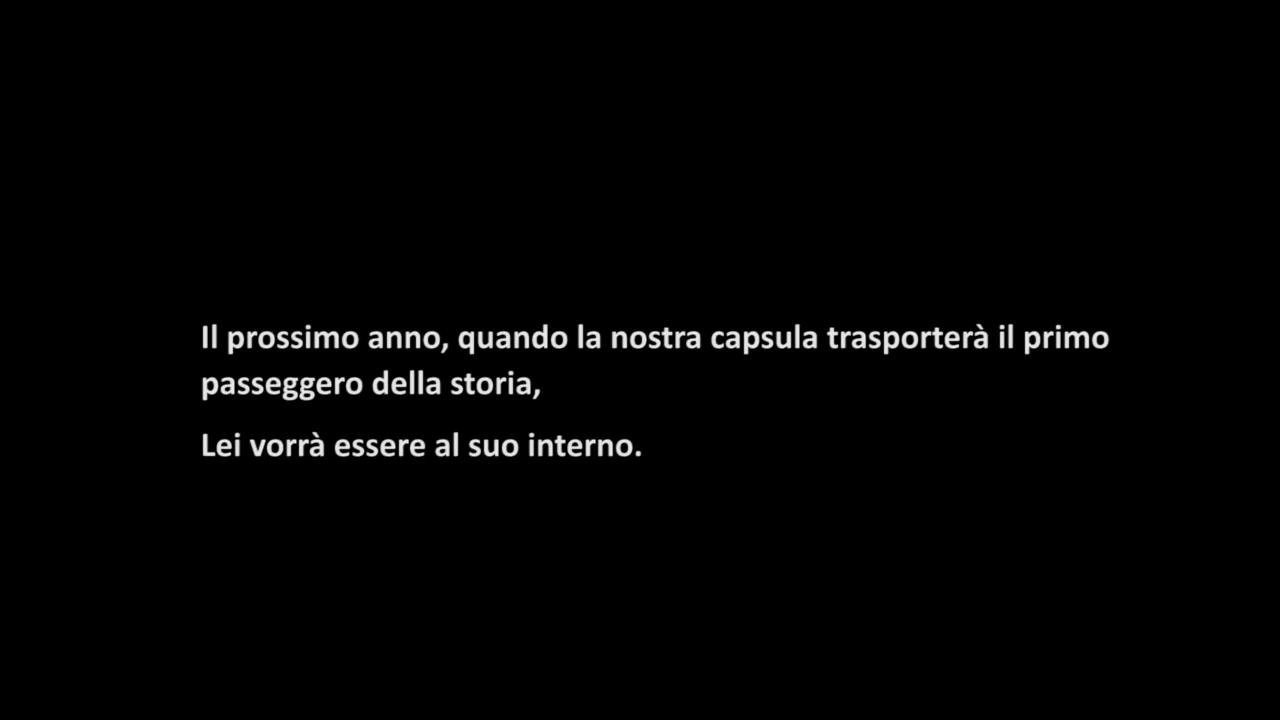 Il prossimo anno, quando la nostra capsula trasporterà il primo
passeggero della storia,
Lei vorrà essere al suo interno.